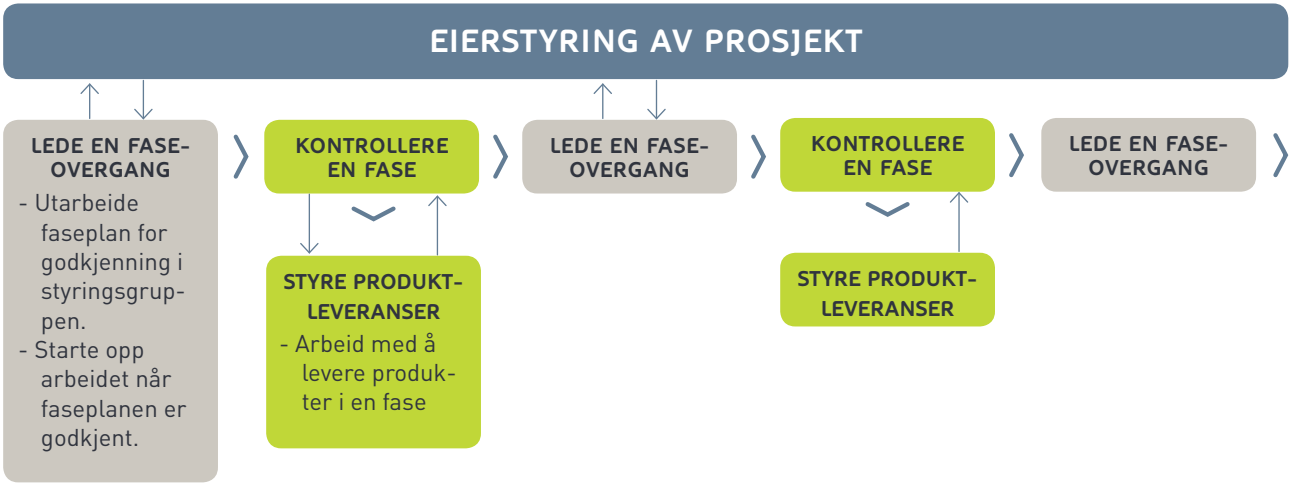 EIERSTYRING AV PROSJEKT
LEDE EN FASE-
OVERGANG
- Utarbeide
faseplan for
godkjenning i
styringsgrup-
pen.
- Starte opp
arbeidet når
faseplanen er
godkjent.
KONTROLLERE
EN FASE
STYRE PRODUKT-
LEVERANSER
- Arbeid med å
levere produk-
ter i en fase
LEDE EN FASE-
OVERGANG
KONTROLLERE
EN FASE
STYRE PRODUKT-
LEVERANSER
LEDE EN FASE-
OVERGANG